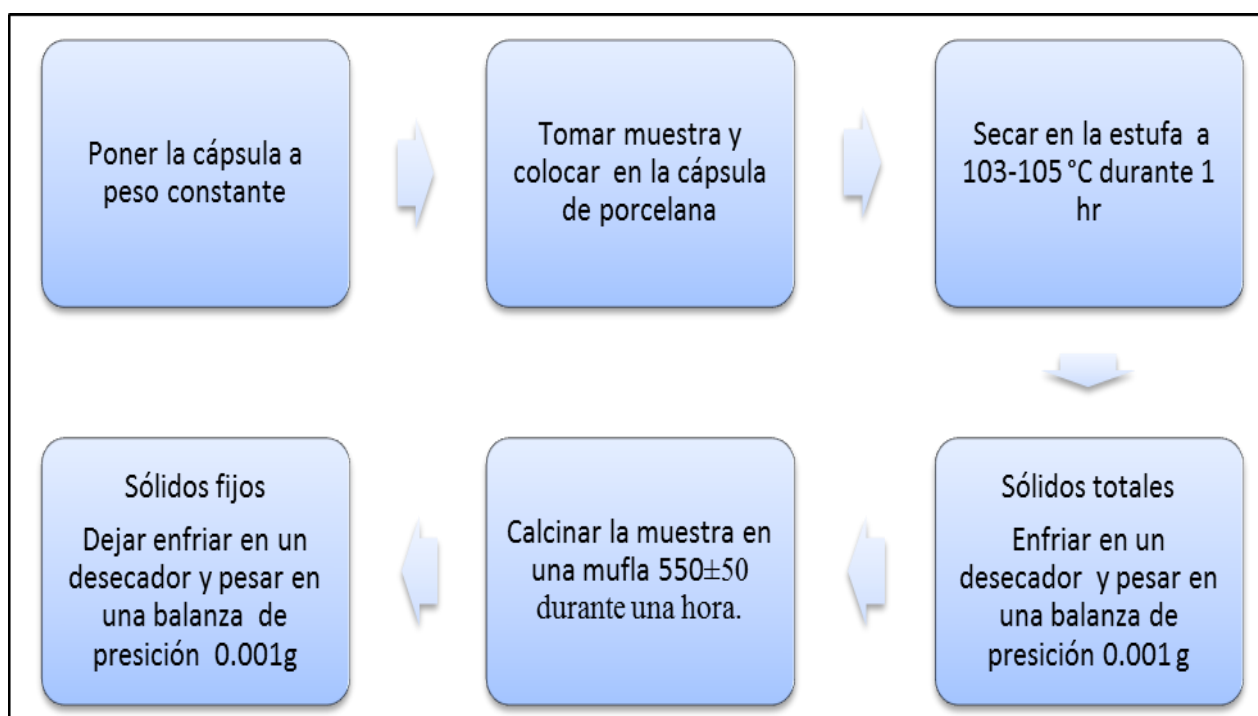 Poner la cápsula a
peso constante
Tomar muestra y
colocar en la cápsula
de porcelana
Secar en la estufa a
103-105 °C durante 1
hr
Sólidos totales
Enfriar en un
desecador y pesar en
una balanza de
presición 0.001 g
Calcinar la muestra en
una mufla 550±50
durante una hora.
Sólidos fijos
Dejar enfriar en un
desecador y pesar en
una balanza de
presición 0.001g